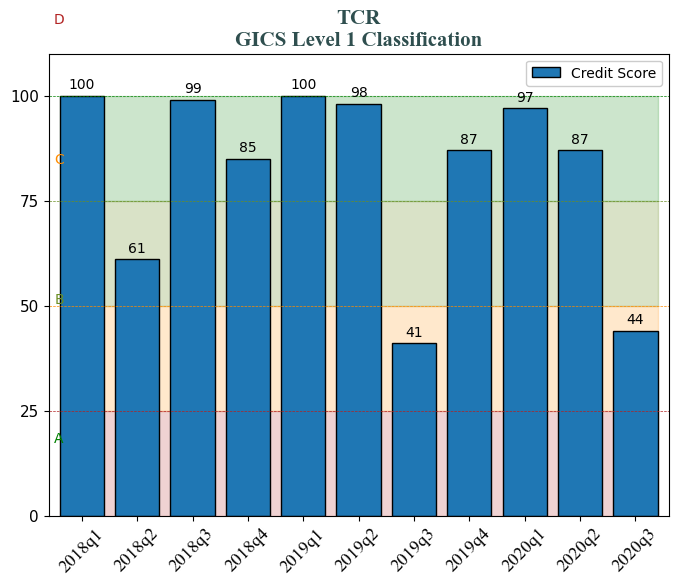 D
TCR
GICS Level 1 Classification
Credit Score
100
61
99
85
100
98
41
87
97
87
44
100
75
50
25
0
C
B
A
2018q1
2018q2
2018q3
2018q4
2019q1
2019q2
2019q3
2019q4
2020q1
2020q2
2020q3